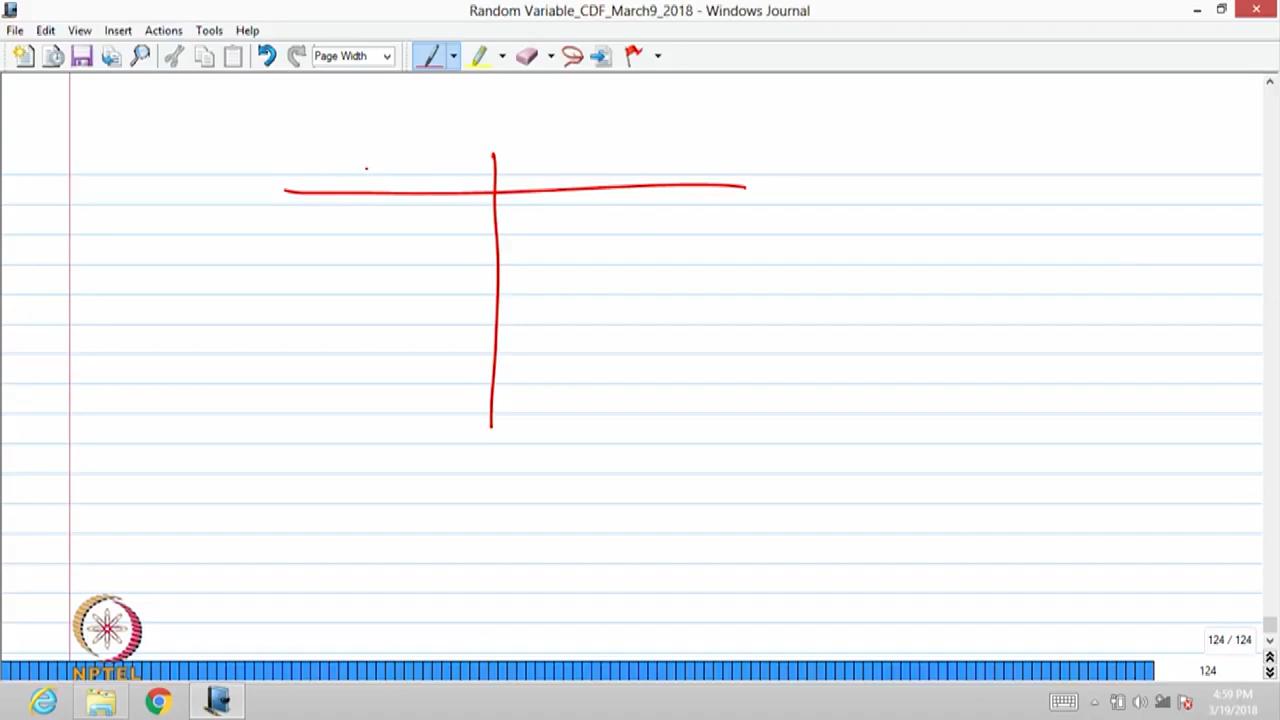 Random Variable_CDF_March9_2018 - Windows Journal
File Edit View Insert Actions Tools Help
Page Width
124 / 124
NPTEL
124
4:59 PM
3/19/2018